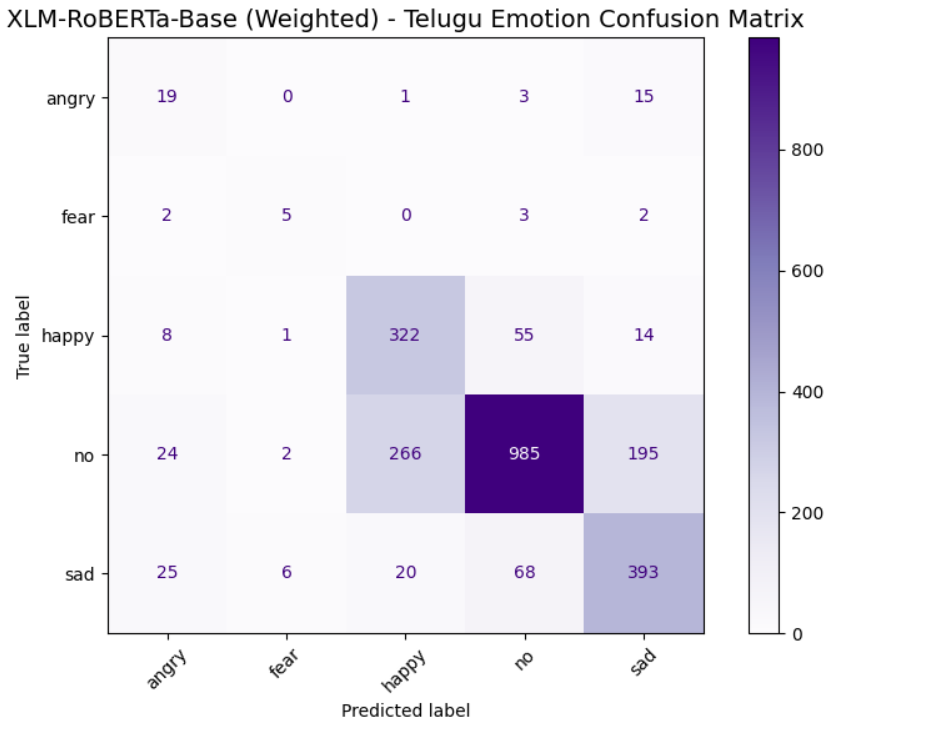 XLM-RoBERTa-Base (Weighted) - Telugu Emotion Confusion Matrix
angry 19 0 1 3 15
fear 2 5 0 3 2
happy 8 1 322 55 14
no 24 2 266 985 195
sad 25 6 20 68 393
angry fear happy no sad
True label
Predicted label
800
600
400
200
0